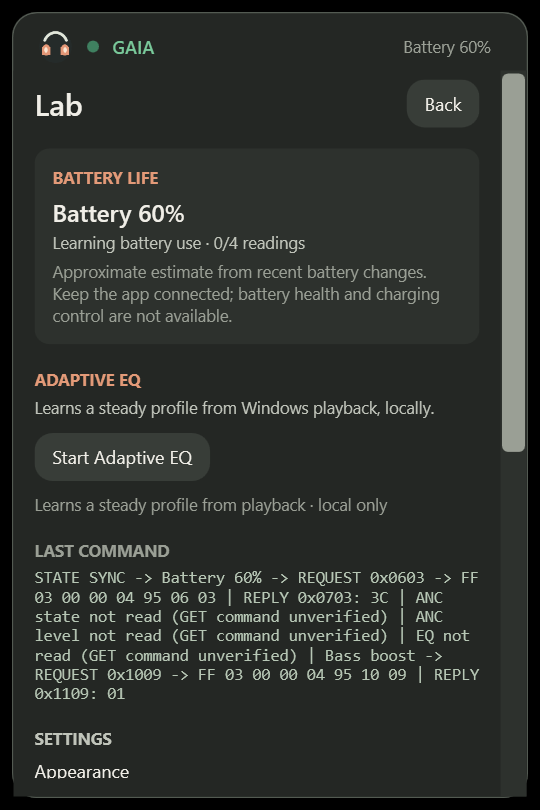 GAIA
Battery 60%
Lab
Back
BATTERY LIFE
Battery 60%
Learning battery use · 0/4 readings
Approximate estimate from recent battery changes.
Keep the app connected; battery health and charging
control are not available.
ADAPTIVE EQ
Learns a steady profile from Windows playback, locally.
Start Adaptive EQ
Learns a steady profile from playback · local only
LAST COMMAND
STATE SYNC -> Battery 60% -> REQUEST 0x0603 -> FF
03 00 00 04 95 06 03 | REPLY 0x0703: 3C | ANC
state not read (GET command unverified) | ANC
level not read (GET command unverified) | EQ not
read (GET command unverified) | Bass boost ->
REQUEST 0x1009 -> FF 03 00 00 04 95 10 09 | REPLY
0x1109: 01
SETTINGS
Appearance